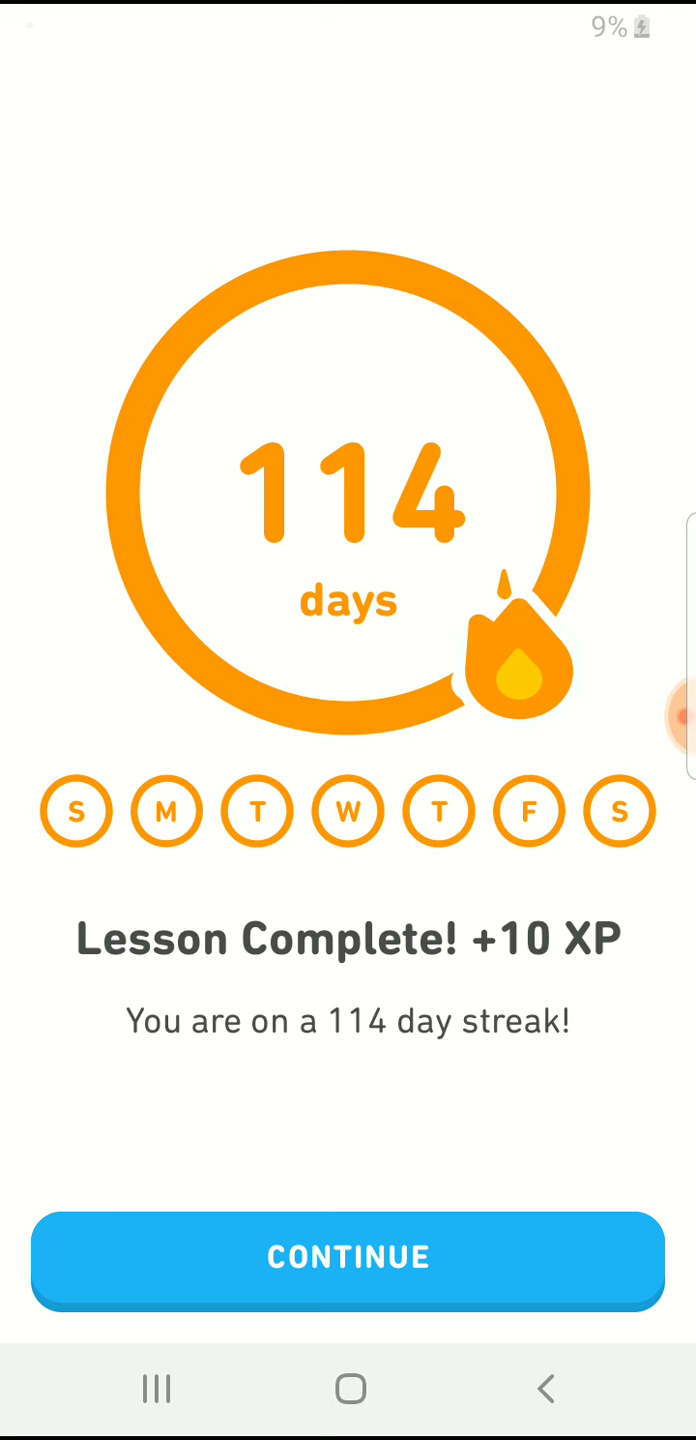 9%
114
days
S M T W T F S
Lesson Complete! +10 XP
You are on a 114 day streak!
CONTINUE